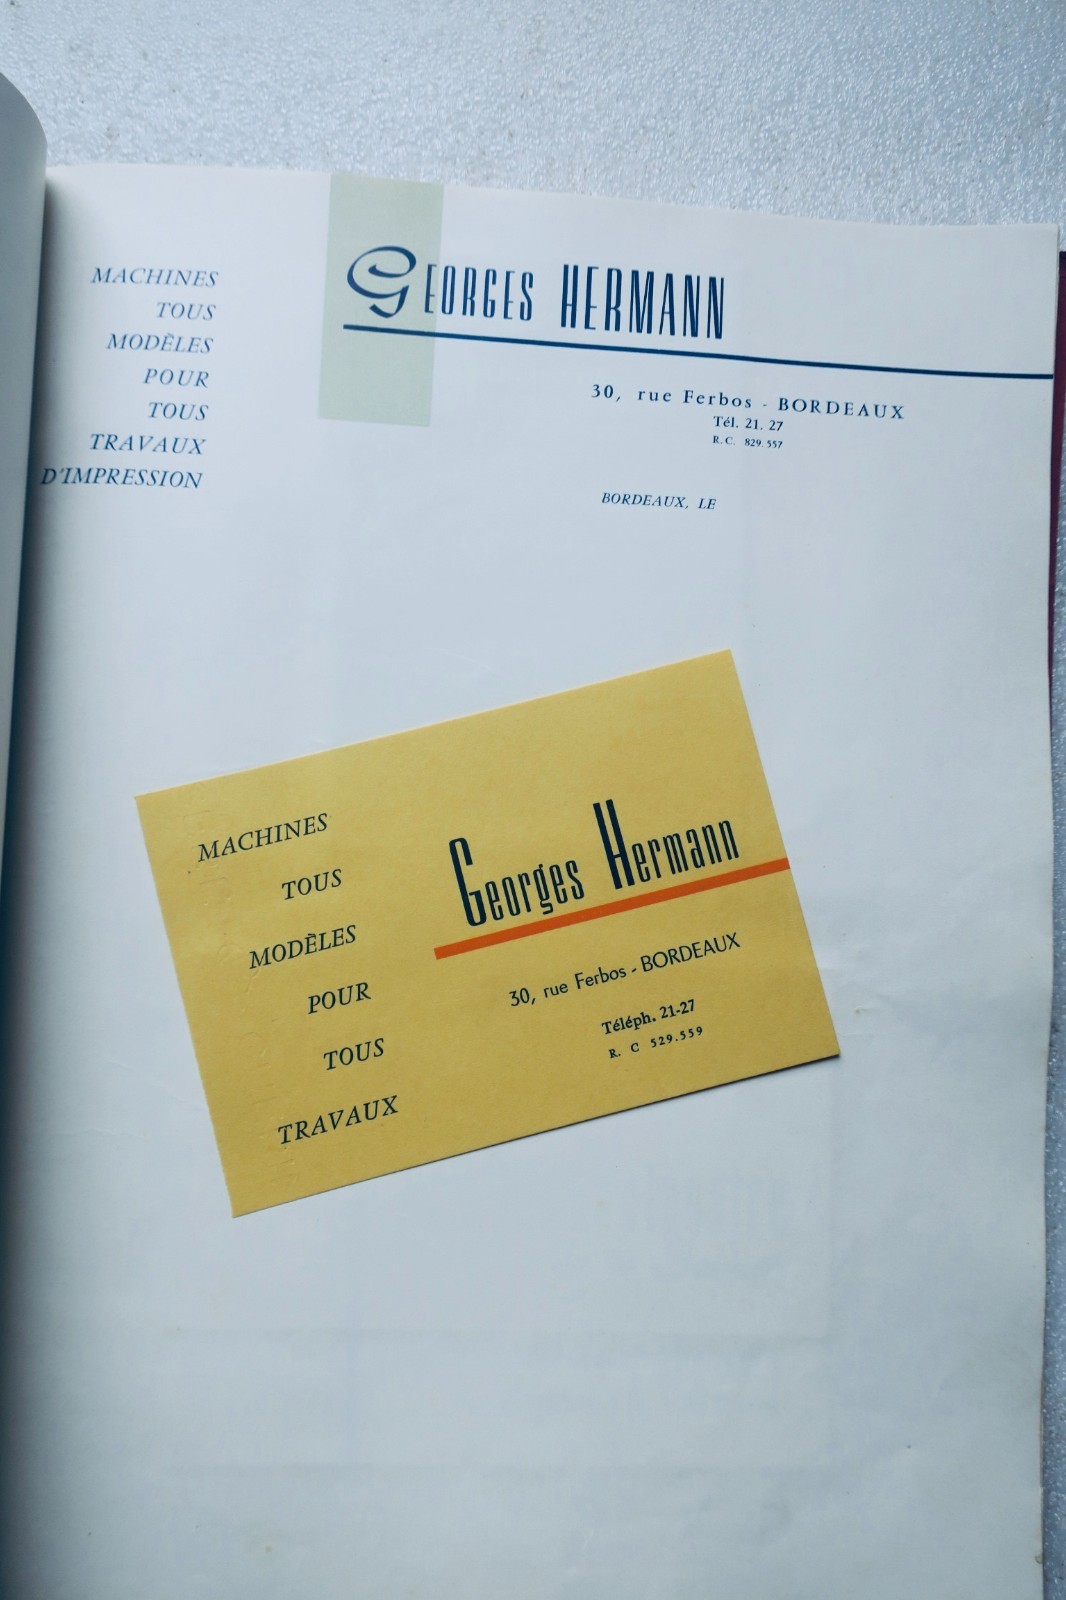 MACHINES
TOUS
MODÈLES
POUR
TOUS
TRAVAUX
D'IMPRESSION
GEORGES HERMANN
30, rue Ferbos - BORDEAUX
Tél. 21. 27
R. C. 829. 557
BORDEAUX, LE
MACHINES
TOUS
MODÈLES
POUR
TOUS
TRAVAUX
Georges Hermann
30, rue Ferbos - BORDEAUX
Téléph. 21-27
R. C 529.559